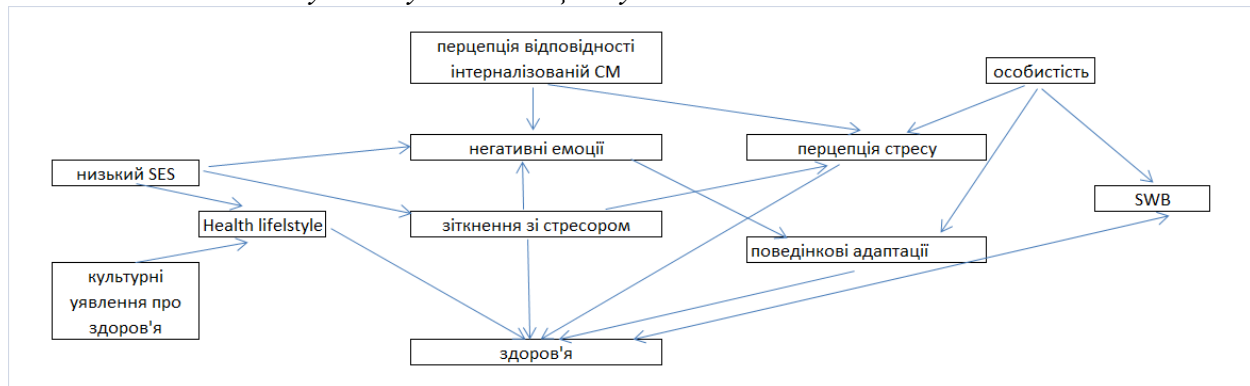 перцепція відповідності
інтерналізованій СМ
особистість
негативні емоції
перцепція стресу
низький SES
SWB
Health lifelstyle
зіткнення зі стресором
поведінкові адаптації
культурні
уявлення про
здоров'я
здоров'я